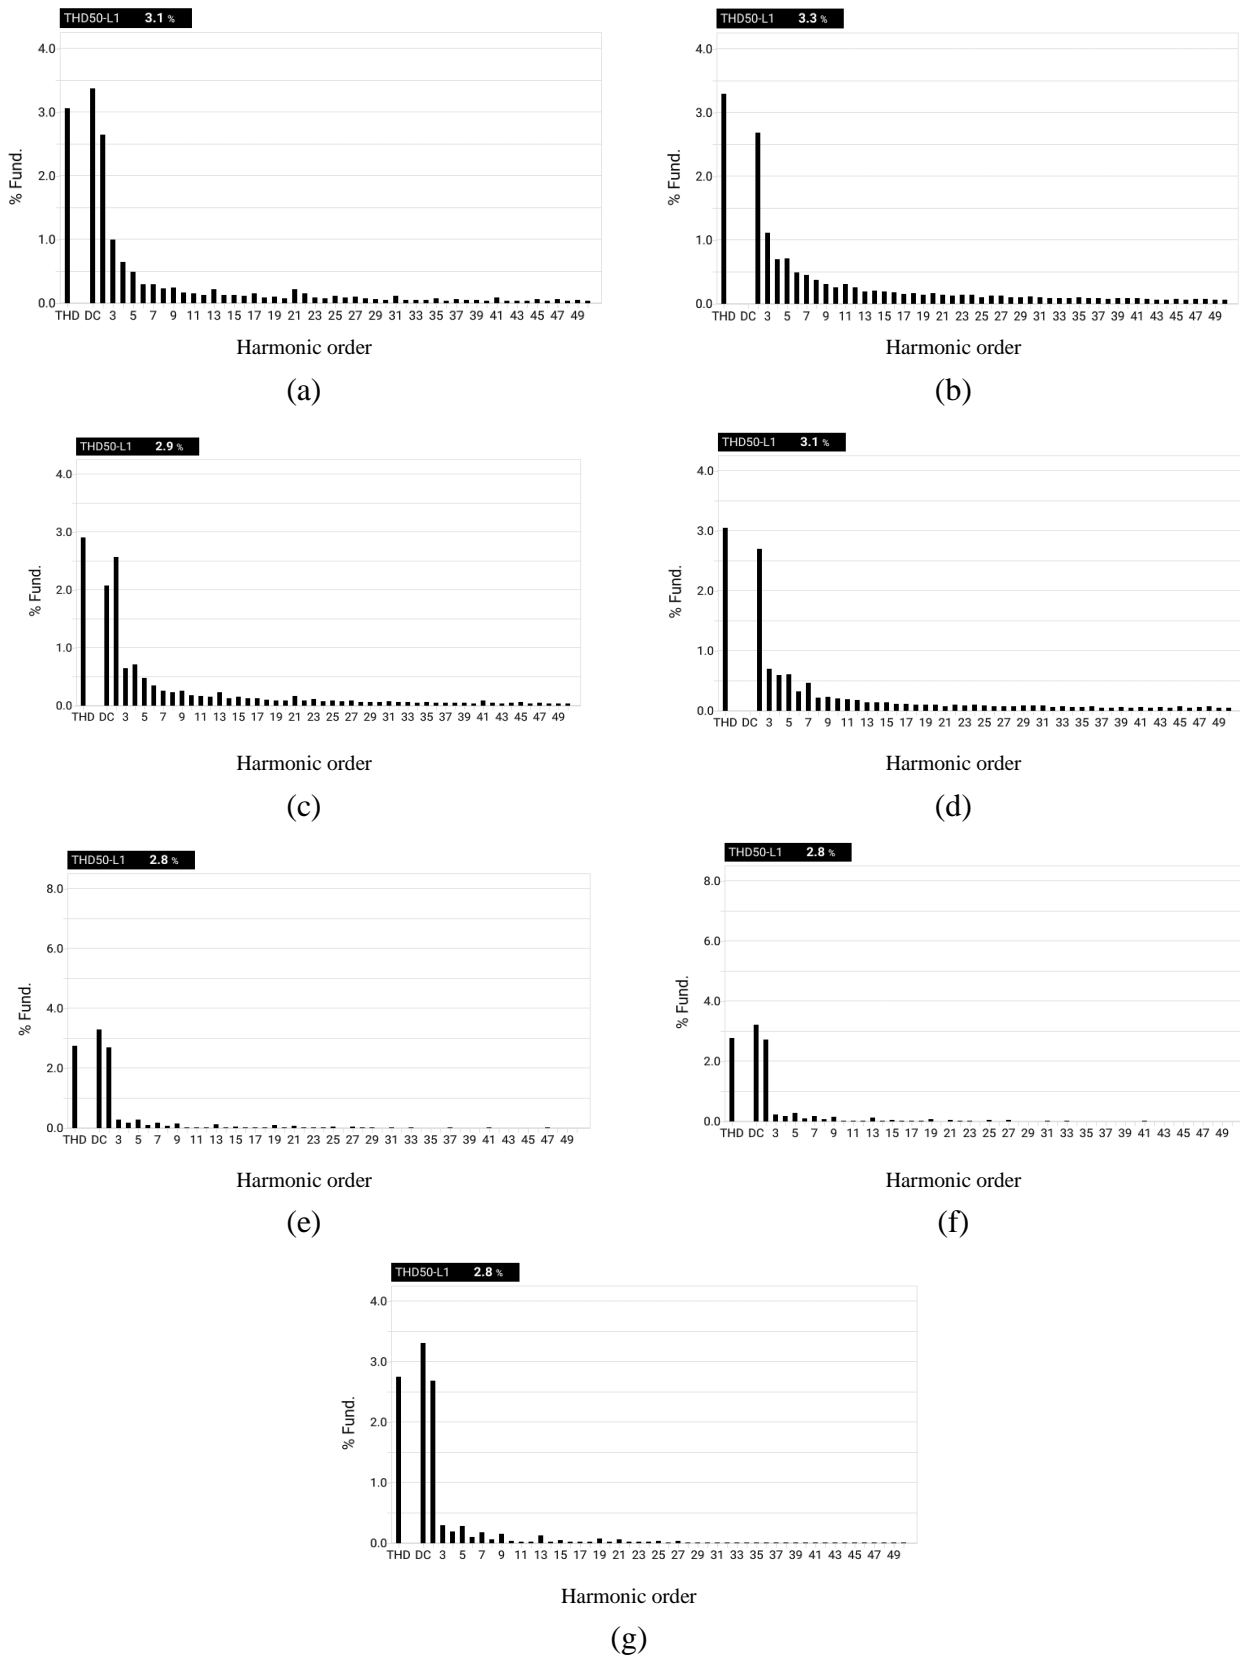 THD50-L1 3.1 %
4.0
3.0
2.0
1.0
0.0
% Fund.
THD DC 3 5 7 9 11 13 15 17 19 21 23 25 27 29 31 33 35 37 39 41 43 45 47 49
Harmonic order
(a)
THD50-L1 3.3 %
4.0
3.0
2.0
1.0
0.0
% Fund.
THD DC 3 5 7 9 11 13 15 17 19 21 23 25 27 29 31 33 35 37 39 41 43 45 47 49
Harmonic order
(b)
THD50-L1 2.9 %
4.0
3.0
2.0
1.0
0.0
% Fund.
THD DC 3 5 7 9 11 13 15 17 19 21 23 25 27 29 31 33 35 37 39 41 43 45 47 49
Harmonic order
(c)
THD50-L1 3.1 %
4.0
3.0
2.0
1.0
0.0
% Fund.
THD DC 3 5 7 9 11 13 15 17 19 21 23 25 27 29 31 33 35 37 39 41 43 45 47 49
Harmonic order
(d)
THD50-L1 2.8 %
8.0
6.0
4.0
2.0
0.0
% Fund.
THD DC 3 5 7 9 11 13 15 17 19 21 23 25 27 29 31 33 35 37 39 41 43 45 47 49
Harmonic order
(e)
THD50-L1 2.8 %
8.0
6.0
4.0
2.0
0.0
% Fund.
THD DC 3 5 7 9 11 13 15 17 19 21 23 25 27 29 31 33 35 37 39 41 43 45 47 49
Harmonic order
(f)
THD50-L1 2.8 %
4.0
3.0
2.0
1.0
0.0
% Fund.
THD DC 3 5 7 9 11 13 15 17 19 21 23 25 27 29 31 33 35 37 39 41 43 45 47 49
Harmonic order
(g)